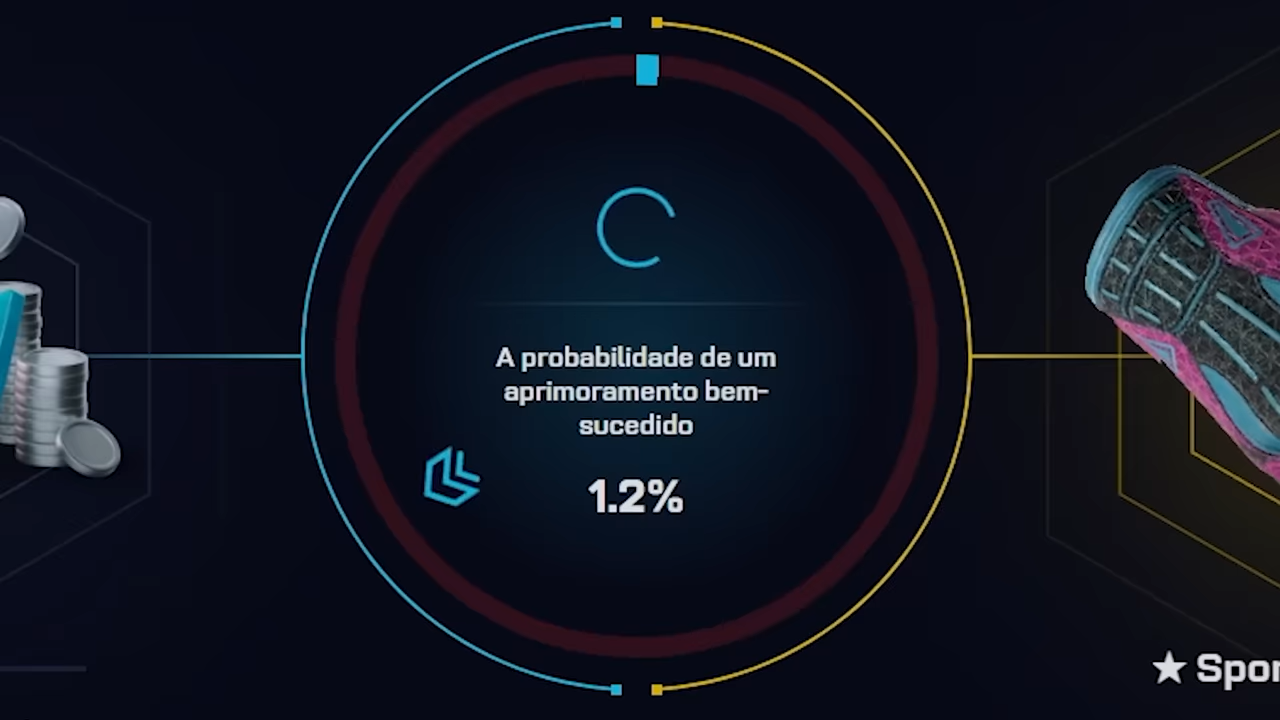 A probabilidade de um
aprimoramento bem-
sucedido
1.2%
★ Spor